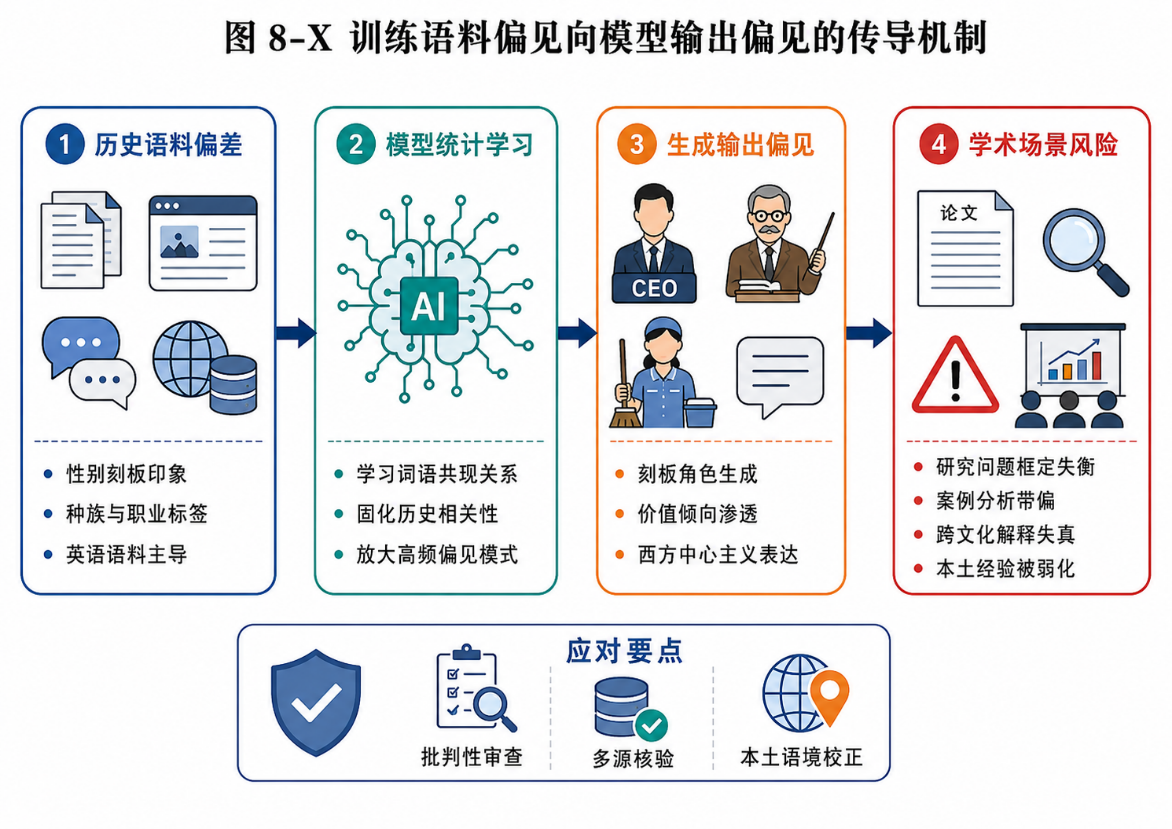 图 8-X 训练语料偏见向模型输出偏见的传导机制
1 历史语料偏差
性别刻板印象
种族与职业标签
英语语料主导
2 模型统计学习
AI
学习词语共现关系
固化历史相关性
放大高频偏见模式
3 生成输出偏见
CEO
刻板角色生成
价值倾向渗透
西方中心主义表达
4 学术场景风险
论文
研究问题框定失衡
案例分析带偏
跨文化解释失真
本土经验被弱化
应对要点
批判性审查
多源核验
本土语境校正